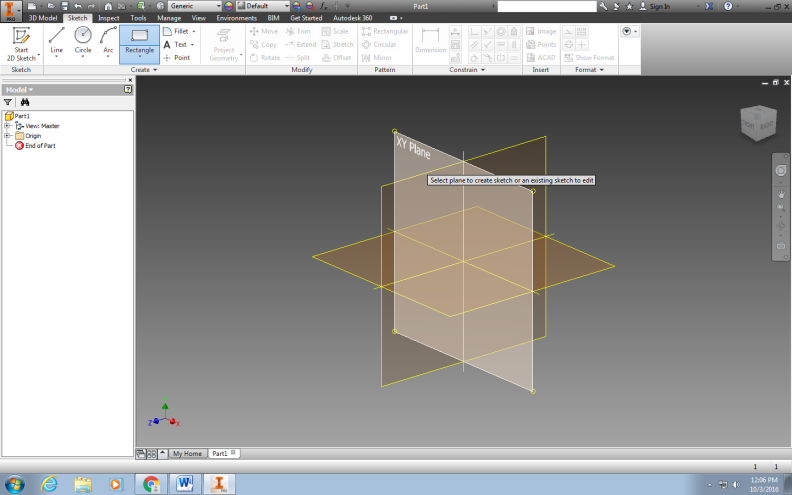 PRO
Generic
Default
Part1
Sign In
3D Model Sketch Inspect Tools Manage View Environments BIM Get Started Autodesk 360
Start
2D Sketch
Line
Circle
Arc
Rectangle
Fillet
Text
Point
Project
Geometry
Move
Copy
Rotate
Trim
Extend
Split
Scale
Stretch
Offset
Rectangular
Circular
Mirror
Dimension
Image
Points
ACAD
Show Format
Sketch Create Modify Pattern Constrain Insert Format
Model
Part1
View: Master
Origin
End of Part
XY Plane
Select plane to create sketch or an existing sketch to edit
FRONT RIGHT
Z X
My Home Part1
1 1
12:06 PM
10/3/2016